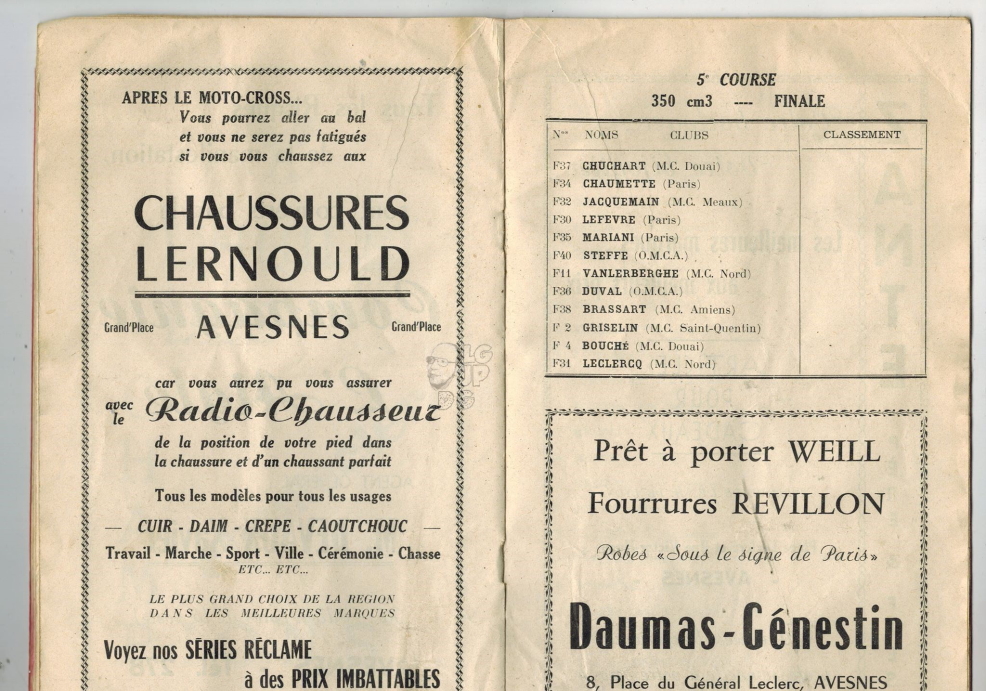 APRES LE MOTO-CROSS...
Vous pourrez aller au bal
et vous ne serez pas fatigués
si vous vous chaussez aux
CHAUSSURES
LERNOULD
Grand'Place AVESNES Grand'Place
car vous aurez pu vous assurer
avec le Radio-Chausseur
de la position de votre pied dans
la chaussure et d'un chaussant parfait
Tous les modèles pour tous les usages
— CUIR - DAIM - CREPE - CAOUTCHOUC —
Travail - Marche - Sport - Ville - Cérémonie - Chasse
ETC... ETC...
LE PLUS GRAND CHOIX DE LA REGION
DANS LES MEILLEURES MARQUES
Voyez nos SÉRIES RÉCLAME
à des PRIX IMBATTABLES
5e COURSE
350 cm3 ---- FINALE
Nos NOMS CLUBS CLASSEMENT
F37 CHUCHART (M.C. Douai)
F34 CHAUMETTE (Paris)
F32 JACQUEMAIN (M.C. Meaux)
F30 LEFEVRE (Paris)
F35 MARIANI (Paris)
F40 STEFFE (O.M.C.A.)
F11 VANLERBERGHE (M.C. Nord)
F36 DUVAL (O.M.C.A.)
F38 BRASSART (M.C. Amiens)
F 2 GRISELIN (M.C. Saint-Quentin)
F 4 BOUCHÉ (M.C. Douai)
F31 LECLERCQ (M.C. Nord)
Prêt à porter WEILL
Fourrures REVILLON
Robes «Sous le signe de Paris»
Daumas-Génestin
8, Place du Général Leclerc, AVESNES